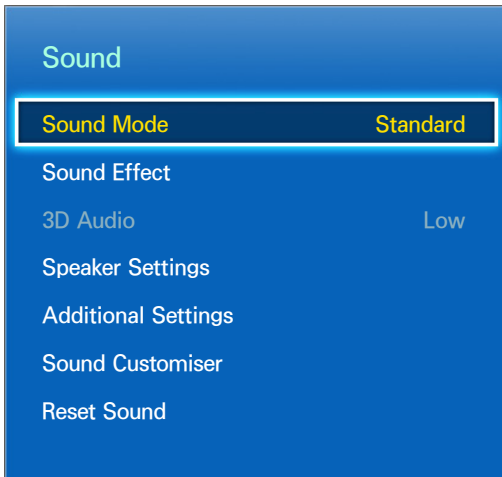 Sound
Sound Mode Standard
Sound Effect
3D Audio Low
Speaker Settings
Additional Settings
Sound Customiser
Reset Sound